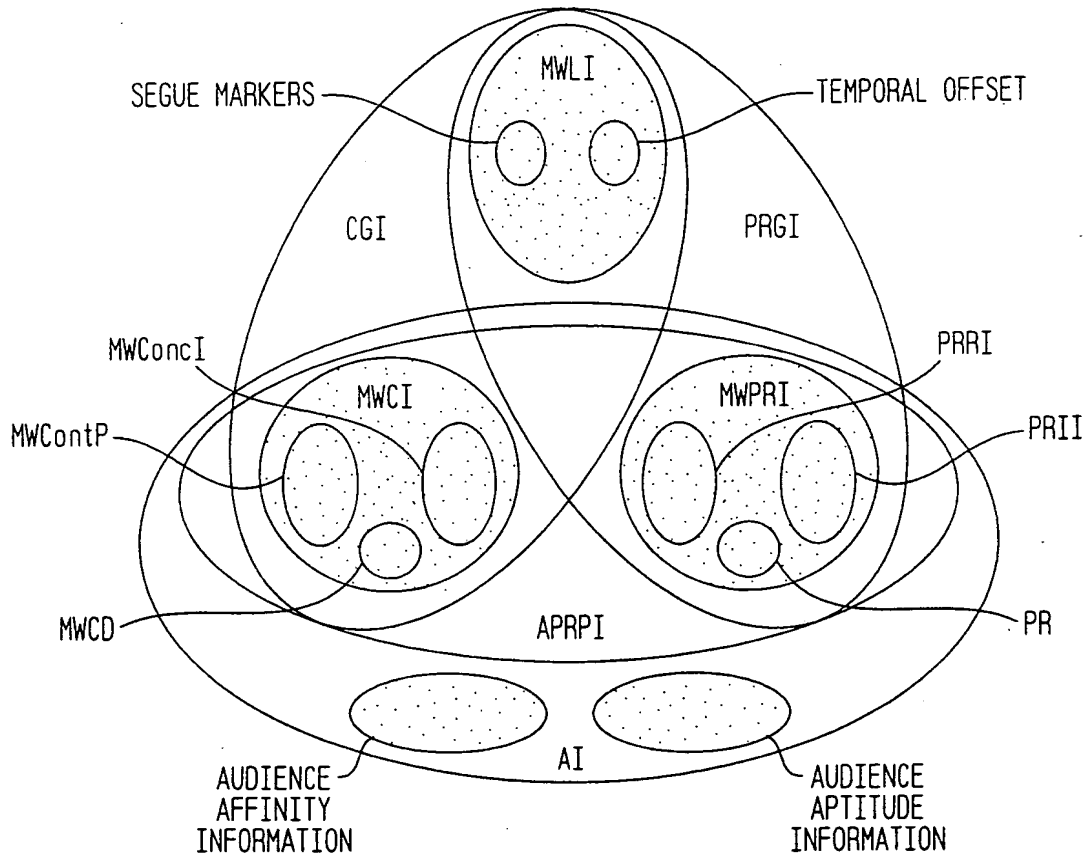 MWLI
SEGUE MARKERS
TEMPORAL OFFSET
CGI
PRGI
MWConcI
PRRI
MWCI
MWPRI
MWContP
PRII
MWCD
APRPI
PR
AI
AUDIENCE
AFFINITY
INFORMATION
AUDIENCE
APTITUDE
INFORMATION